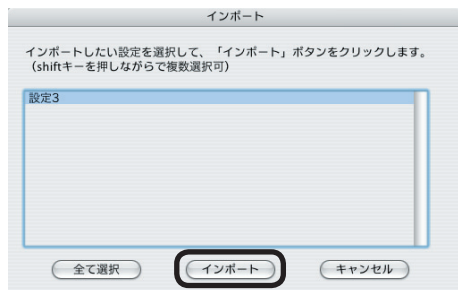 インポート
インポートしたい設定を選択して、「インポート」ボタンをクリックします。
（shiftキーを押しながらで複数選択可）
設定3
全て選択
インポート
キャンセル